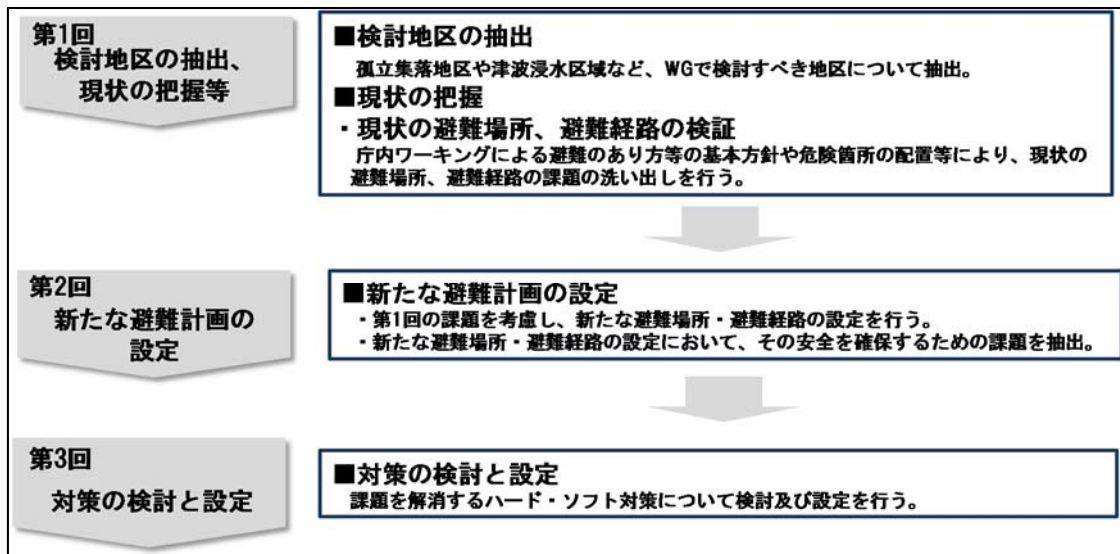 第1回
検討地区の抽出、
現状の把握等
■検討地区の抽出
孤立集落地区や津波浸水区域など、WGで検討すべき地区について抽出。
■現状の把握
・現状の避難場所、避難経路の検証
庁内ワーキングによる避難のあり方等の基本方針や危険箇所の配置等により、現状の
避難場所、避難経路の課題の洗い出しを行う。
第2回
新たな避難計画の
設定
■新たな避難計画の設定
・第1回の課題を考慮し、新たな避難場所・避難経路の設定を行う。
・新たな避難場所・避難経路の設定において、その安全を確保するための課題を抽出。
第3回
対策の検討と設定
■対策の検討と設定
課題を解消するハード・ソフト対策について検討及び設定を行う。